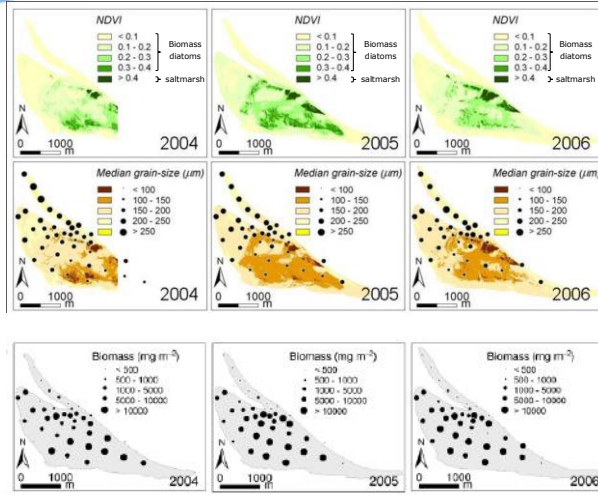 NDVI
< 0.1
0.1 - 0.2
0.2 - 0.3
0.3 - 0.4
> 0.4
Biomass
diatoms
saltmarsh
N
0 1000
m
2004
NDVI
< 0.1
0.1 - 0.2
0.2 - 0.3
0.3 - 0.4
> 0.4
Biomass
diatoms
saltmarsh
N
0 1000
m
2005
NDVI
< 0.1
0.1 - 0.2
0.2 - 0.3
0.3 - 0.4
> 0.4
Biomass
diatoms
saltmarsh
N
0 1000
m
2006
Median grain-size (μm)
< 100
100 - 150
150 - 200
200 - 250
> 250
N
0 1000
m
2004
Median grain-size (μm)
< 100
100 - 150
150 - 200
200 - 250
> 250
N
0 1000
m
2005
Median grain-size (μm)
< 100
100 - 150
150 - 200
200 - 250
> 250
N
0 1000
m
2006
Biomass (mg m⁻²)
< 500
500 - 1000
1000 - 5000
5000 - 10000
> 10000
N
0 1000
m
2004
Biomass (mg m⁻²)
< 500
500 - 1000
1000 - 5000
5000 - 10000
> 10000
N
0 1000
m
2005
Biomass (mg m⁻²)
< 500
500 - 1000
1000 - 5000
5000 - 10000
> 10000
N
0 1000
m
2006